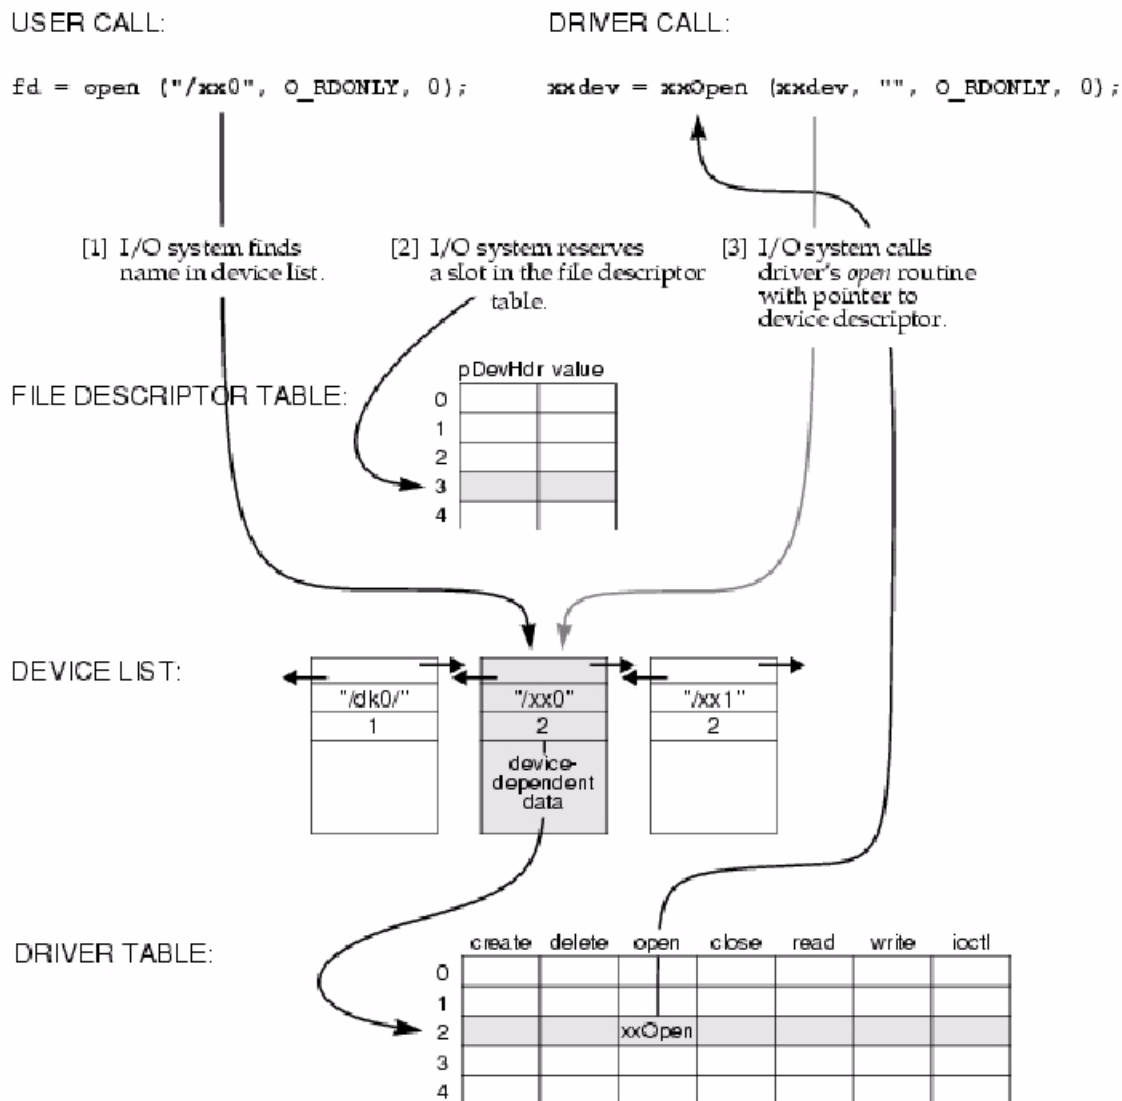 USER CALL:
DRIVER CALL:
fd = open ("/xx0", O_RDONLY, 0);
xxdev = xxOpen (xxdev, "", O_RDONLY, 0);
[1] I/O system finds
name in device list.
[2] I/O system reserves
a slot in the file descriptor
table.
[3] I/O system calls
driver's open routine
with pointer to
device descriptor.
FILE DESCRIPTOR TABLE:
pDevHdr value
0
1
2
3
4
DEVICE LIST:
"/dk0/"
1
"/xx0"
2
device-
dependent
data
"/xx1"
2
DRIVER TABLE:
create delete open close read write ioctl
0
1
2 xxOpen
3
4